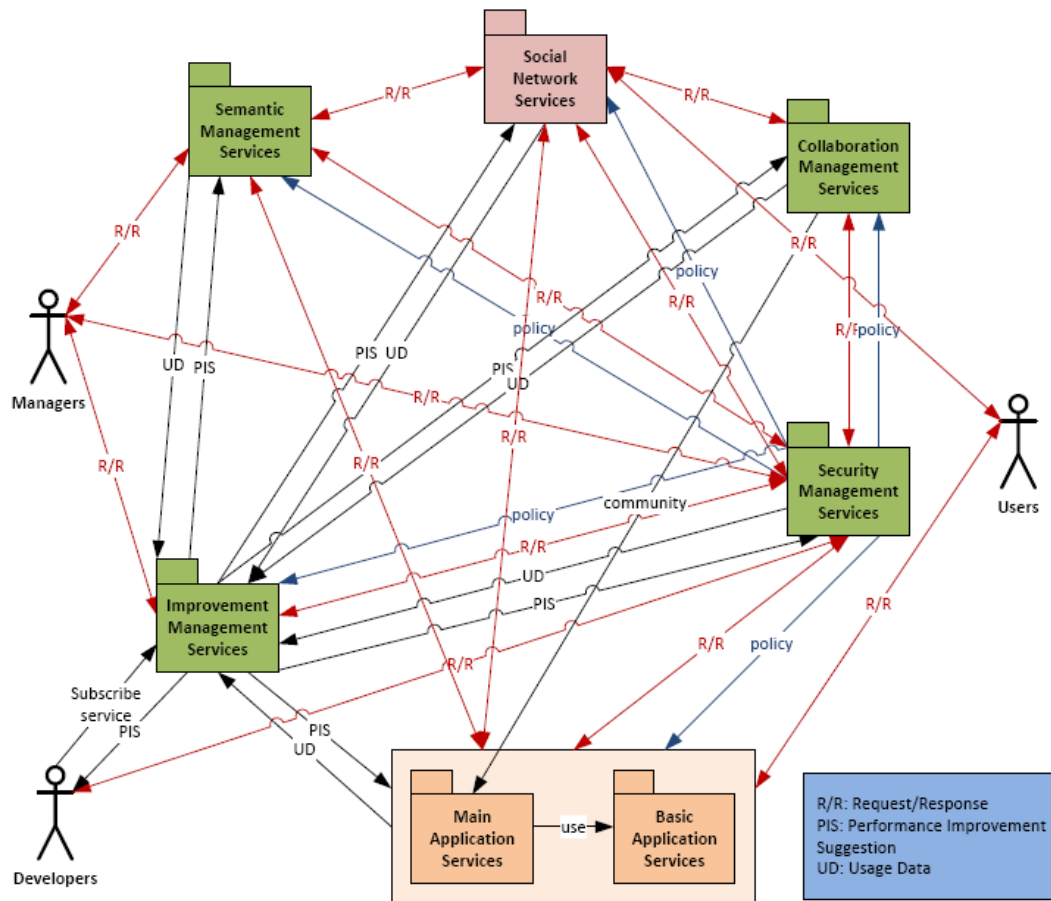 Social
Network
Services
R/R
R/R
Semantic
Management
Services
Collaboration
Management
Services
R/R
R/R
policy
R/R
R/R
policy
R/R
policy
Managers
UD
PIS
PIS
UD
PIS
UD
R/R
R/R
R/R
R/R
Security
Management
Services
Users
community
policy
R/R
UD
PIS
Improvement
Management
Services
R/R
R/R
R/R
policy
Subscribe
service
PIS
PIS
UD
Developers
Main
Application
Services
use
Basic
Application
Services
R/R: Request/Response
PIS: Performance Improvement
Suggestion
UD: Usage Data